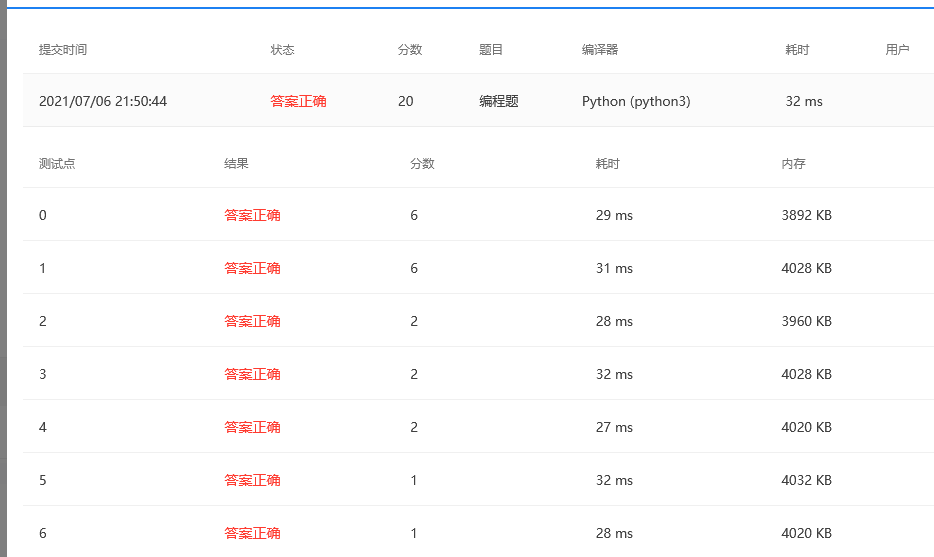 提交时间 状态 分数 题目 编译器 耗时 用户
2021/07/06 21:50:44 答案正确 20 编程题 Python (python3) 32 ms
测试点 结果 分数 耗时 内存
0 答案正确 6 29 ms 3892 KB
1 答案正确 6 31 ms 4028 KB
2 答案正确 2 28 ms 3960 KB
3 答案正确 2 32 ms 4028 KB
4 答案正确 2 27 ms 4020 KB
5 答案正确 1 32 ms 4032 KB
6 答案正确 1 28 ms 4020 KB